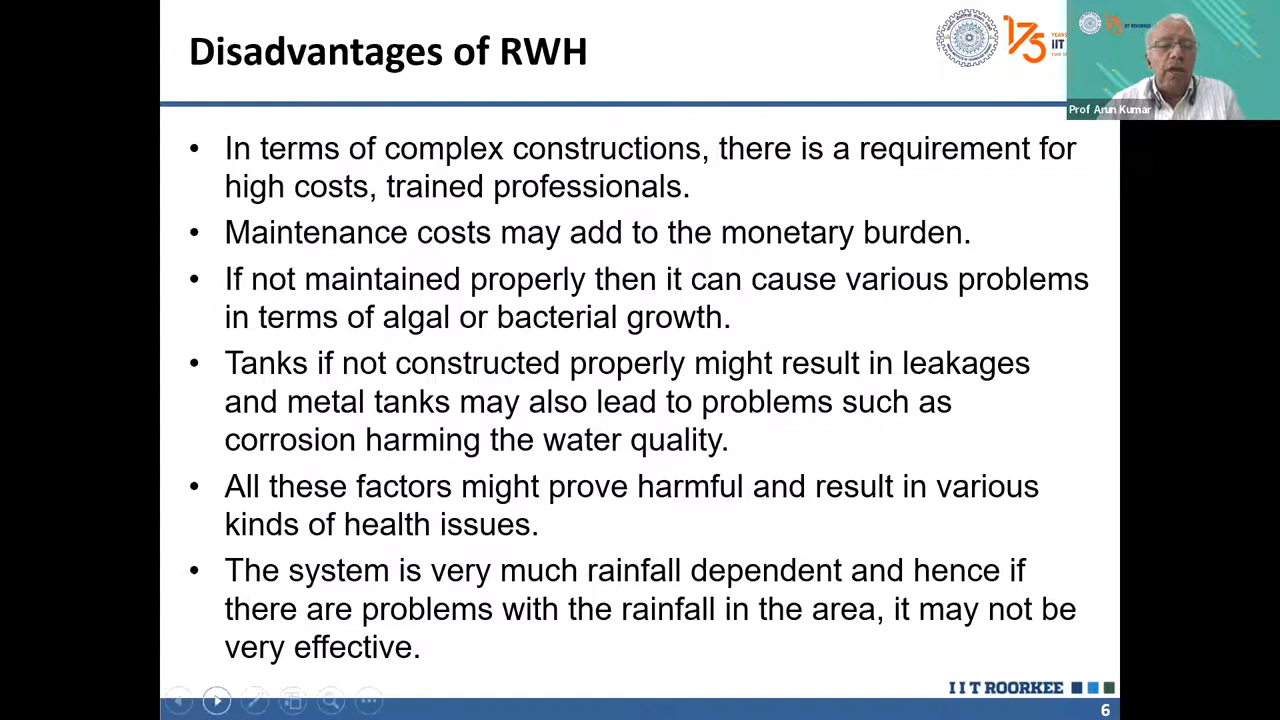 Disadvantages of RWH
175
YEARS
IIT
IIT ROORKEE
Prof Arun Kumar
• In terms of complex constructions, there is a requirement for
high costs, trained professionals.
• Maintenance costs may add to the monetary burden.
• If not maintained properly then it can cause various problems
in terms of algal or bacterial growth.
• Tanks if not constructed properly might result in leakages
and metal tanks may also lead to problems such as
corrosion harming the water quality.
• All these factors might prove harmful and result in various
kinds of health issues.
• The system is very much rainfall dependent and hence if
there are problems with the rainfall in the area, it may not be
very effective.
I I T ROORKEE
6